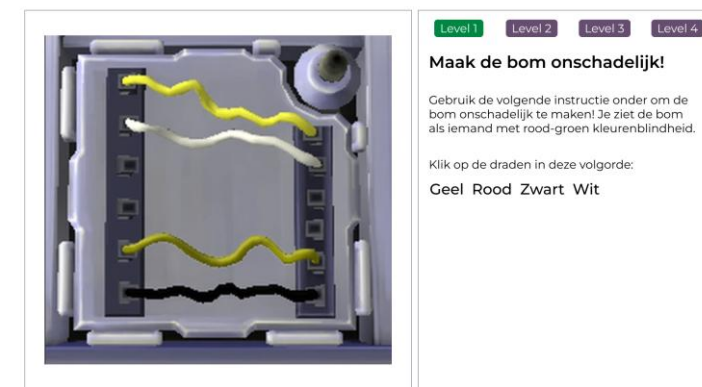 Level 1 Level 2 Level 3 Level 4
Maak de bom onschadelijk!
Gebruik de volgende instructie onder om de
bom onschadelijk te maken! Je ziet de bom
als iemand met rood-groen kleurenblindheid.
Klik op de draden in deze volgorde:
Geel Rood Zwart Wit